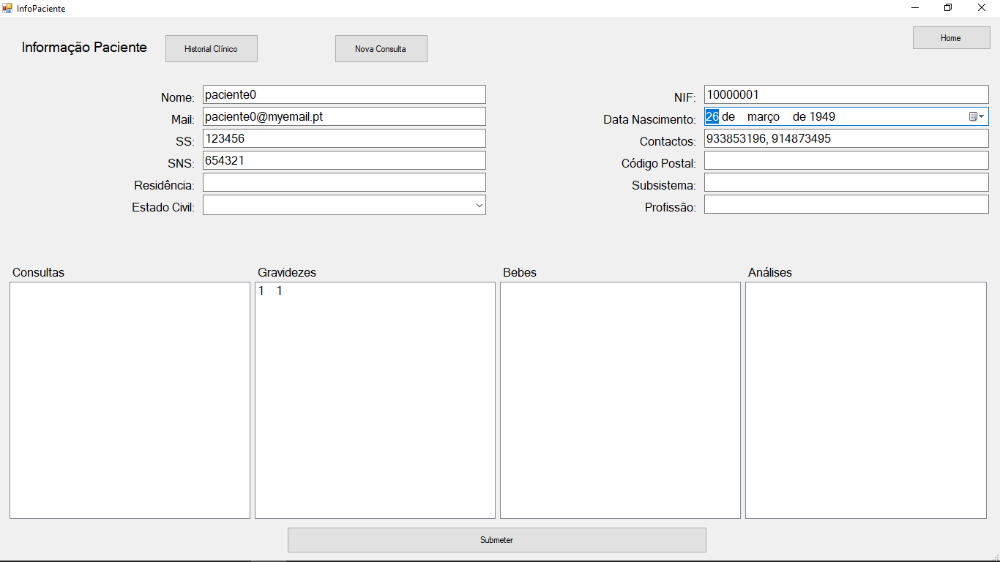 InfoPaciente
Informação Paciente
Historial Clínico
Nova Consulta
Home
Nome: paciente0
NIF: 10000001
Mail: paciente0@myemail.pt
Data Nascimento: 26 de março de 1949
SS: 123456
Contactos: 933853196, 914873495
SNS: 654321
Código Postal:
Residência:
Subsistema:
Estado Civil:
Profissão:
Consultas
Gravidezes
Bebes
Análises
1 1
Submeter